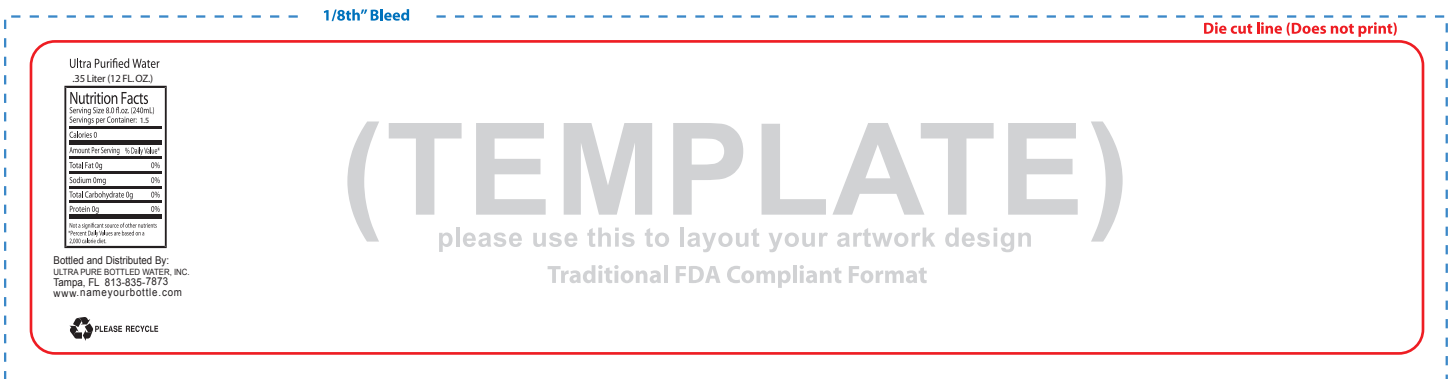 1/8th” Bleed
Die cut line (Does not print)
Ultra Purified Water
.35 Liter (12 FL. OZ.)
Nutrition Facts
Serving Size 8.0 fl.oz. (240mL)
Servings per Container: 1.5
Calories 0
Amount Per Serving % Daily Value*
Total Fat 0g 0%
Sodium 0mg 0%
Total Carbohydrate 0g 0%
Protein 0g 0%
Not a significant source of other nutrients
*Percent Daily Values are based on a
2,000 calorie diet.
Bottled and Distributed By:
ULTRA PURE BOTTLED WATER, INC.
Tampa, FL 813-835-7873
www.nameyourbottle.com
PLEASE RECYCLE
(TEMPLATE)
please use this to layout your artwork design
Traditional FDA Compliant Format